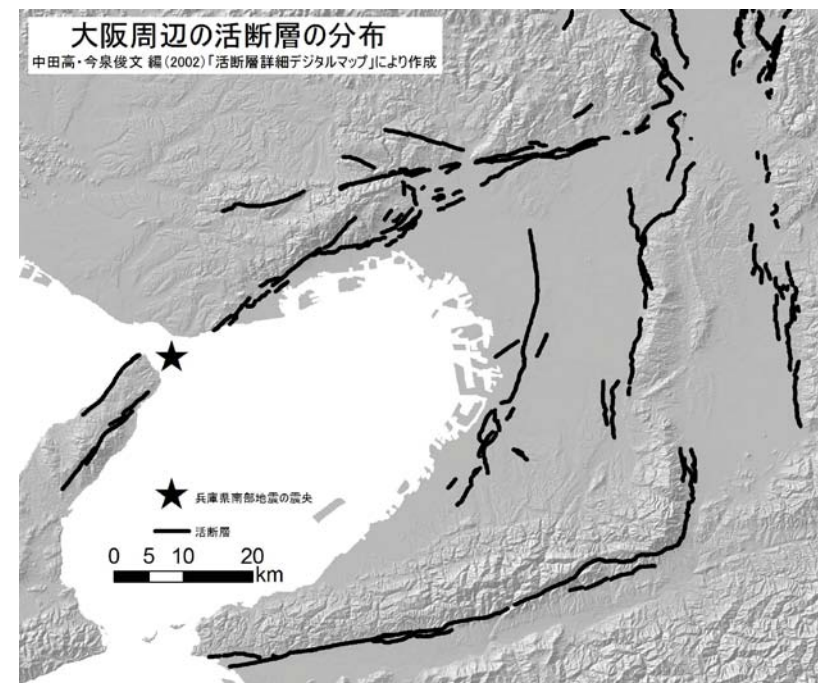 大阪周辺の活断層の分布
中田高・今泉俊文 編(2002)「活断層詳細デジタルマップ」により作成
兵庫県南部地震の震央
活断層
0 5 10 20
km